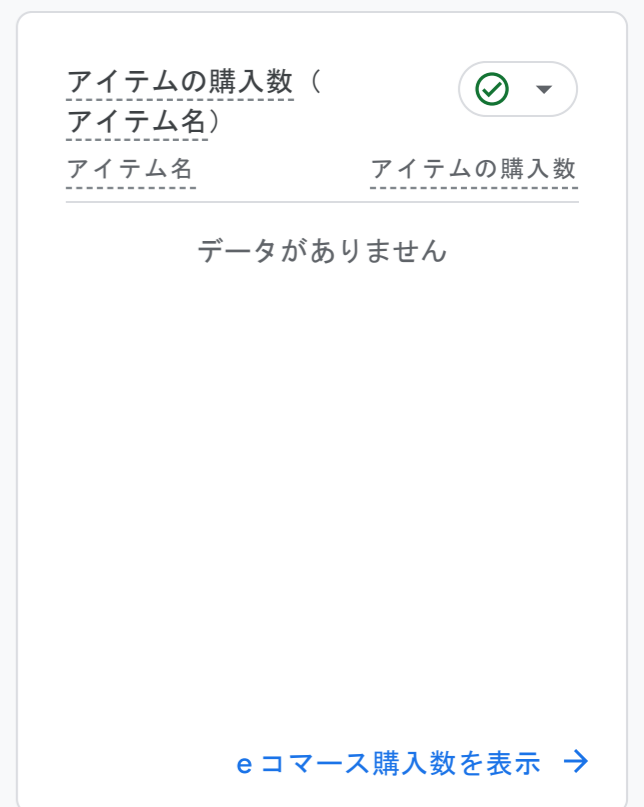 アイテムの購入数（
アイテム名）
アイテム名 アイテムの購入数
データがありません
e コマース購入数を表示 →